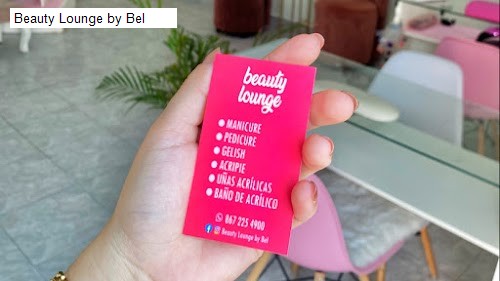 Beauty Lounge by Bel
beauty
lounge
MANICURE
PEDICURE
GELISH
ACRIPIE
UÑAS ACRÍLICAS
BAÑO DE ACRÍLICO
867 225 4900
Beauty Lounge by Bel